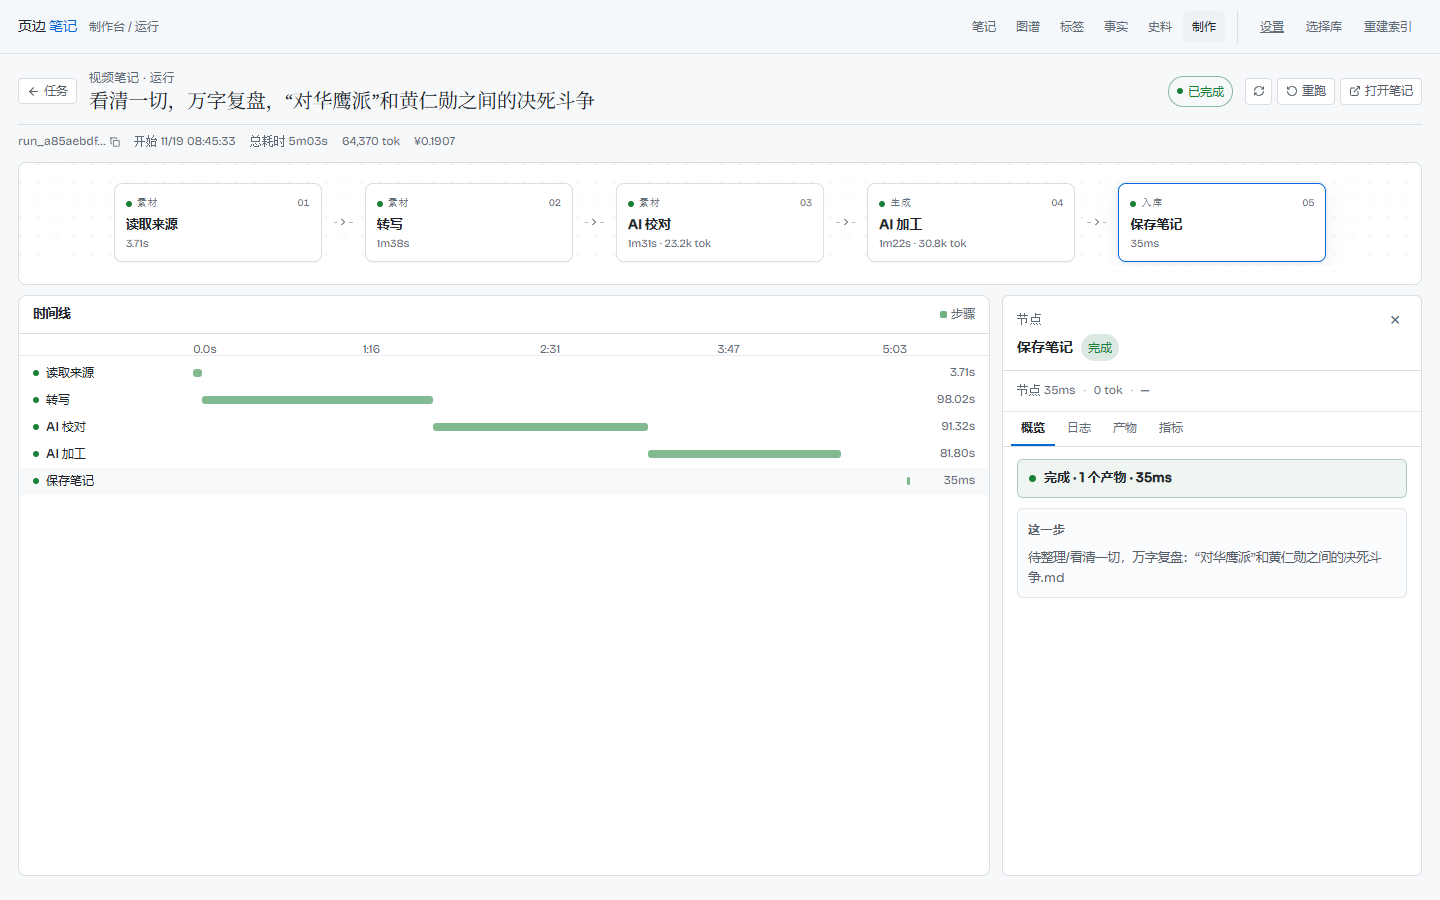 页边 笔记 制作台 / 运行 笔记 图谱 标签 事实 史料 制作 设置 选择库 重建索引
← 任务
视频笔记 · 运行
看清一切，万字复盘，“对华鹰派”和黄仁勋之间的决死斗争
已完成 重跑 打开笔记
run_a85aebdf... 开始 11/19 08:45:33 总耗时 5m03s 64,370 tok ¥0.1907
素材 01
读取来源
3.71s
素材 02
转写
1m38s
素材 03
AI 校对
1m31s · 23.2k tok
生成 04
AI 加工
1m22s · 30.8k tok
入库 05
保存笔记
35ms
时间线 步骤
0.0s 1:16 2:31 3:47 5:03
读取来源 3.71s
转写 98.02s
AI 校对 91.32s
AI 加工 81.80s
保存笔记 35ms
节点
保存笔记 完成
节点 35ms · 0 tok · —
概览 日志 产物 指标
完成 · 1 个产物 · 35ms
这一步
待整理/看清一切，万字复盘：“对华鹰派”和黄仁勋之间的决死斗
争.md